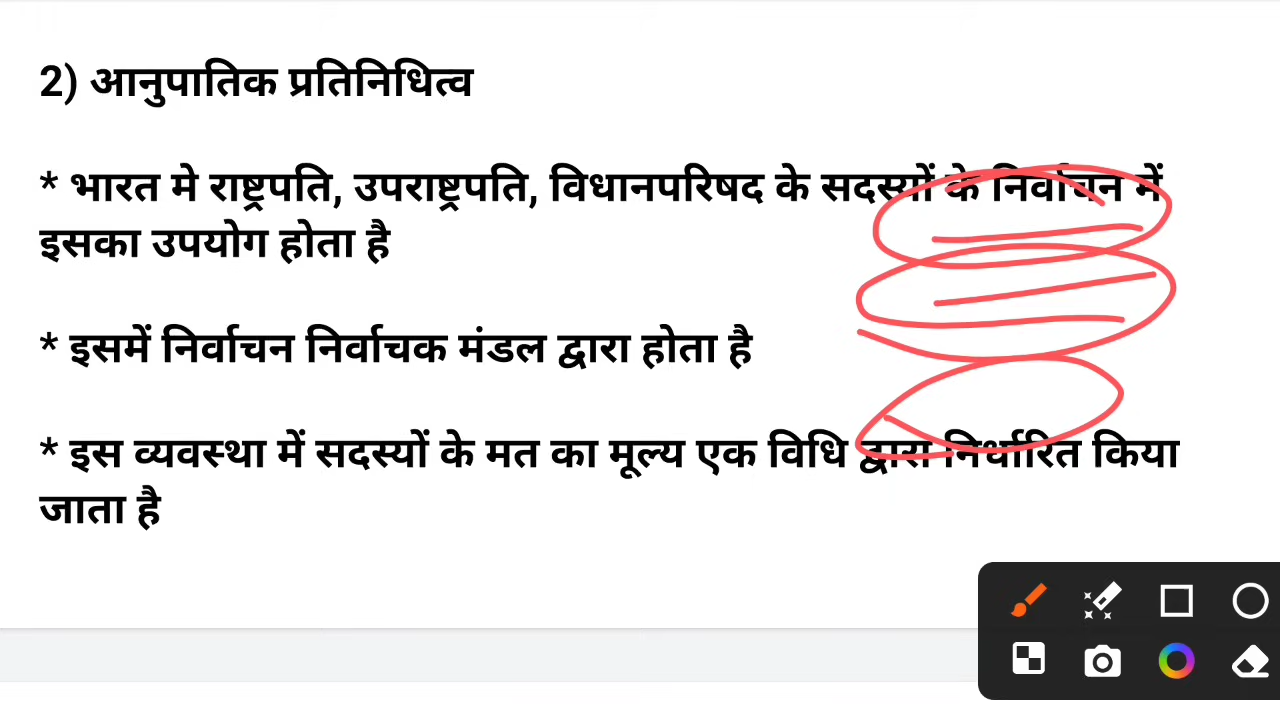 2) आनुपातिक प्रतिनिधित्व
* भारत मे राष्ट्रपति, उपराष्ट्रपति, विधानपरिषद के सदस्यों के निर्वाचन में
इसका उपयोग होता है
* इसमें निर्वाचन निर्वाचक मंडल द्वारा होता है
* इस व्यवस्था में सदस्यों के मत का मूल्य एक विधि द्वारा निर्धारित किया
जाता है